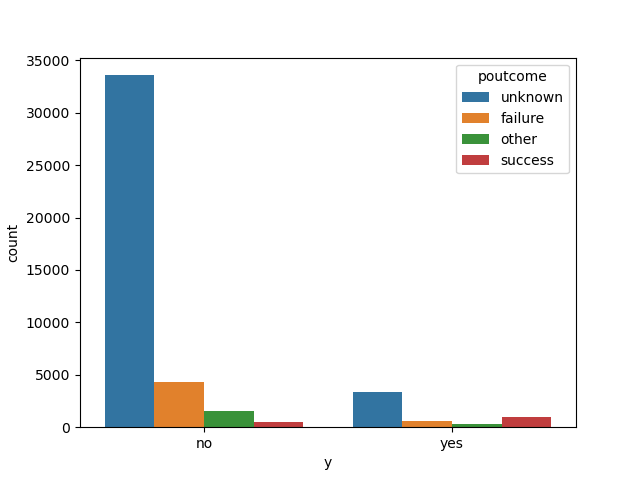 35000
30000
25000
20000
15000
10000
5000
0
count
no
yes
y
poutcome
unknown
failure
other
success